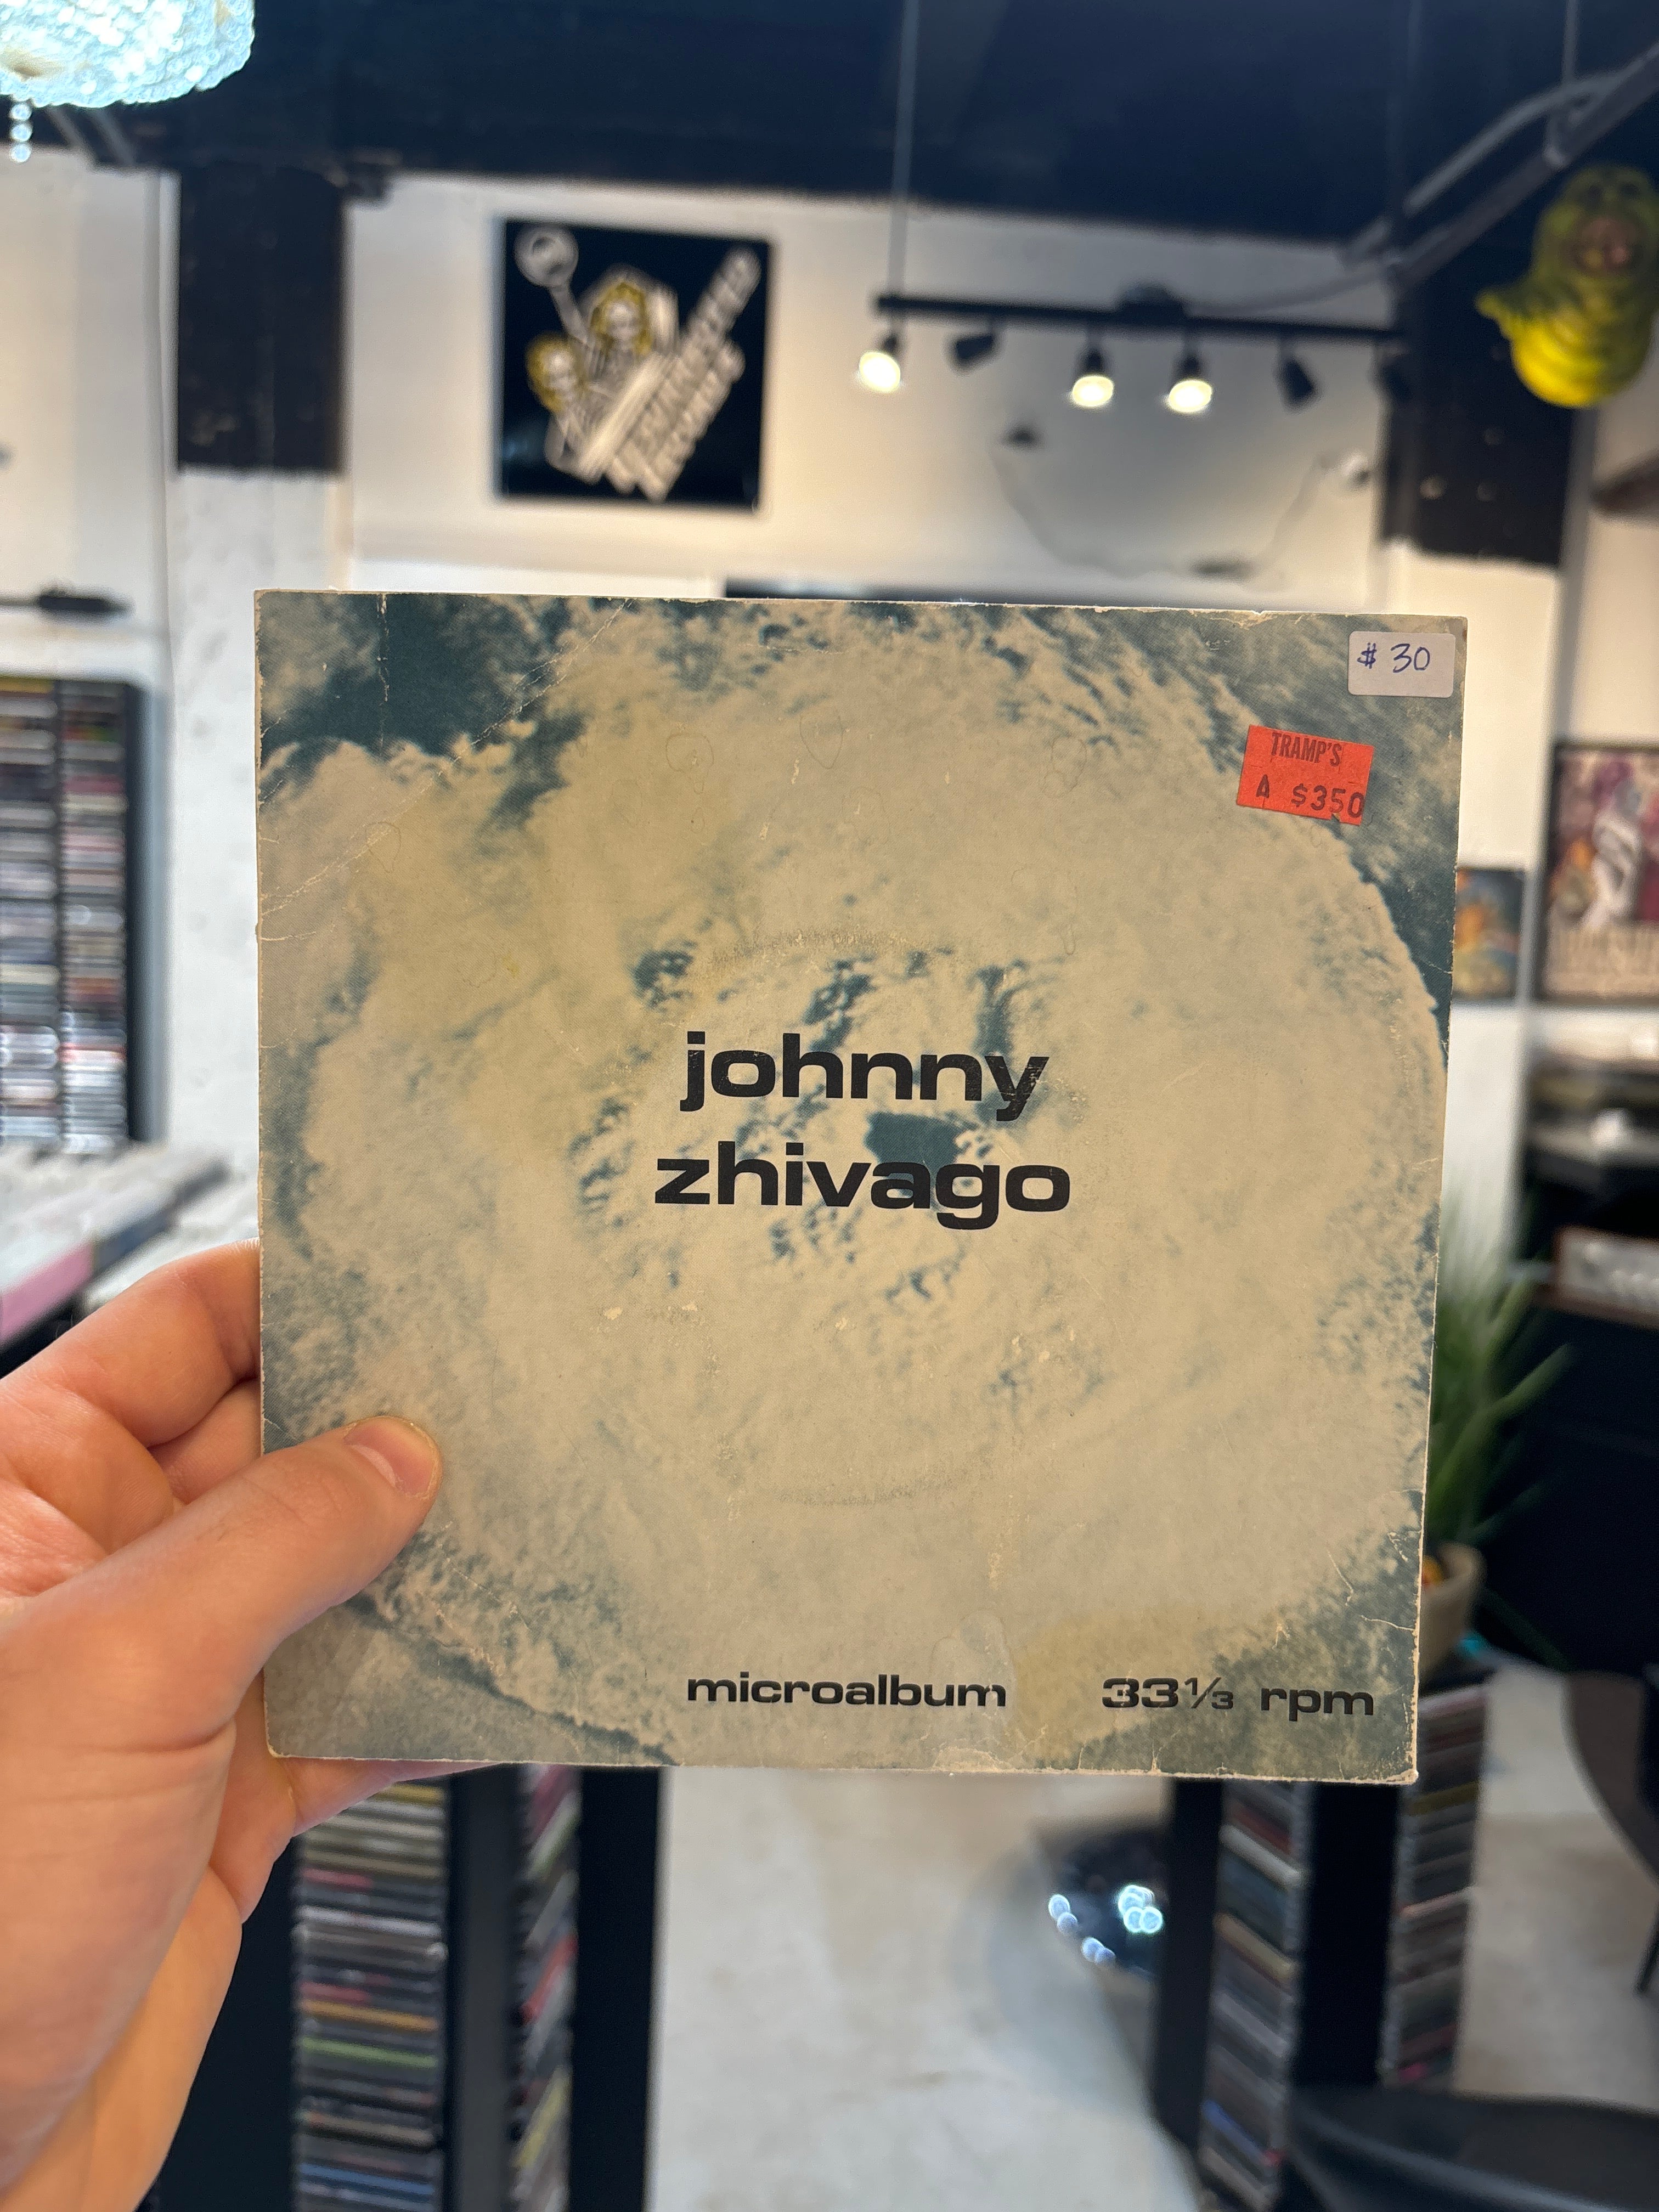 $ 30
TRAMP'S
A $350
johnny
zhivago
microalbum 33⅓ rpm